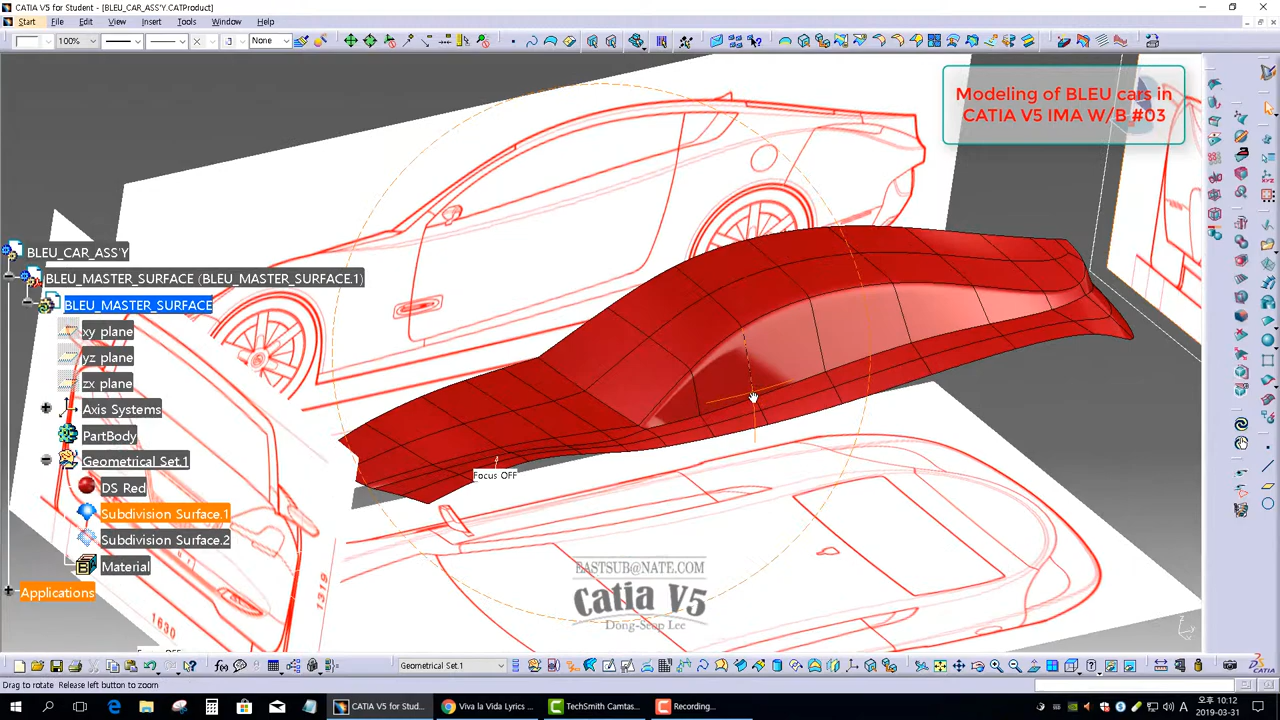 CATIA V5 for Student - [BLEU_CAR_ASS'Y.CATProduct]
Start Edit View Insert Tools Window Help
100% None
Modeling of BLEU cars in
CATIA V5 IMA W/B #03
BLEU_CAR_ASS'Y
BLEU_MASTER_SURFACE (BLEU_MASTER_SURFACE.1)
BLEU_MASTER_SURFACE
xy plane
yz plane
zx plane
Axis Systems
PartBody
Geometrical Set.1
DS Red
Subdivision Surface.1
Subdivision Surface.2
Material
Applications
Focus OFF
1630
1319
EASTSUB@NATE.COM
Catia V5
Dong-Seop Lee
Geometrical Set.1
CATIA
Drag to rotate Release left button to zoom
CATIA V5 for Stud... Viva la Vida Lyrics ... TechSmith Camtas... Recording...
A 오후 10:12
2019-03-31